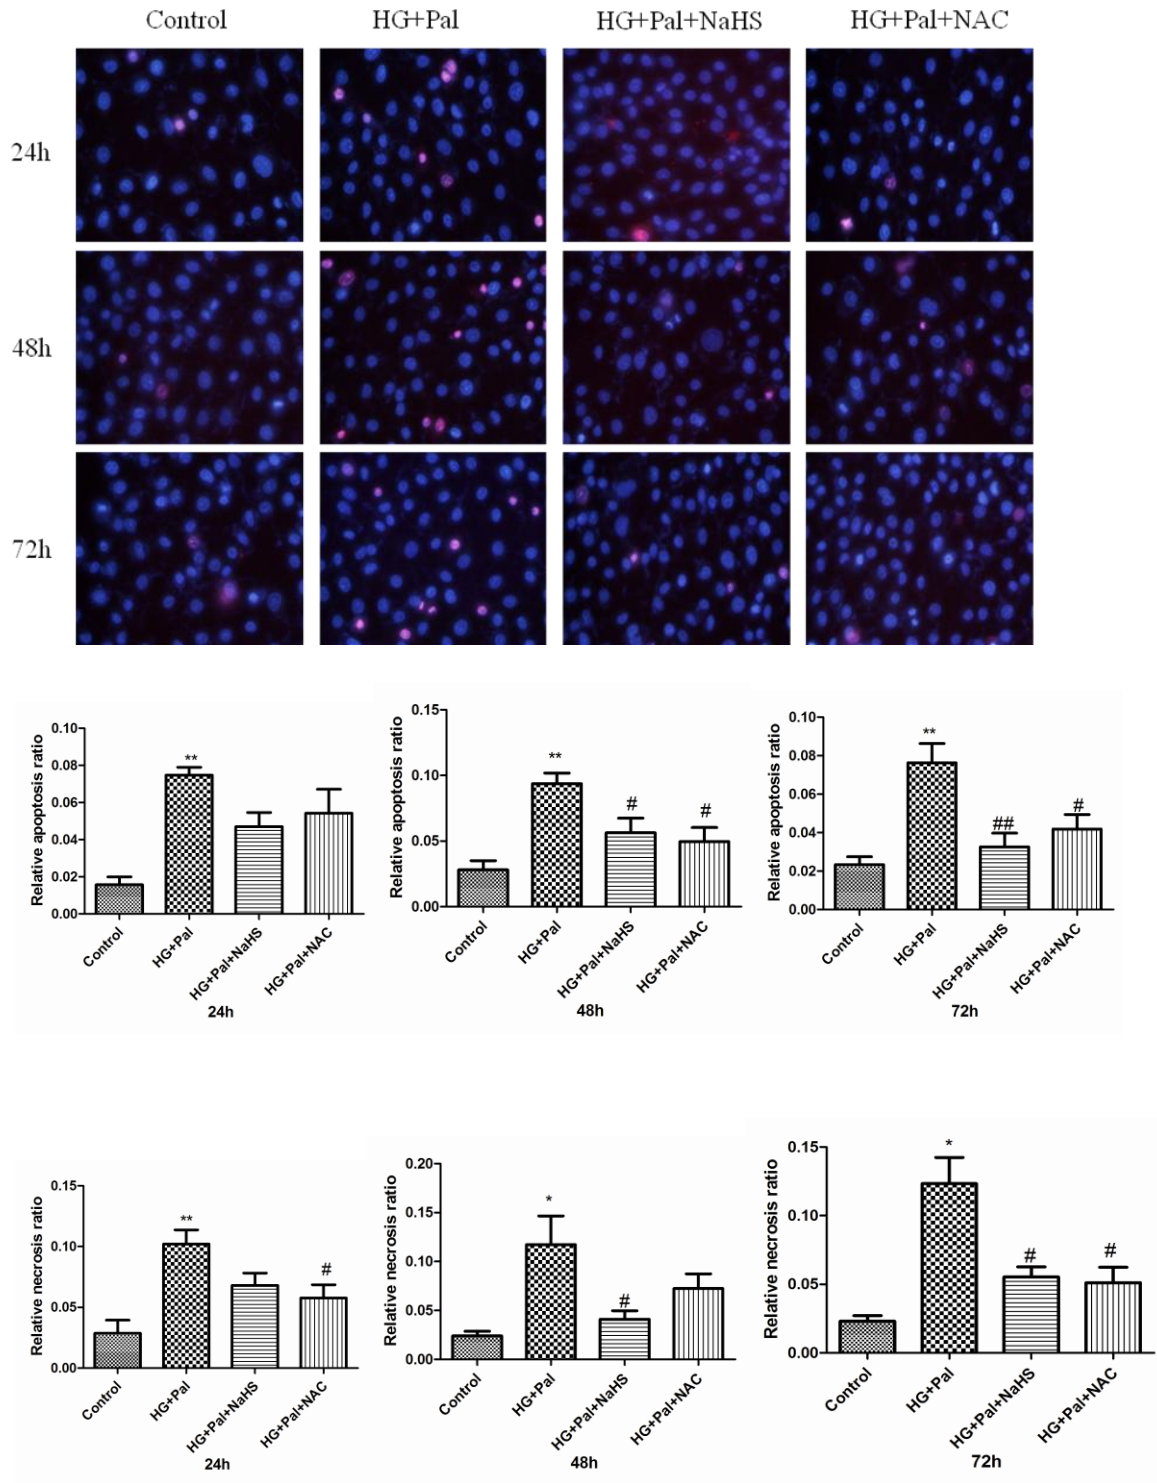 Control HG+Pal HG+Pal+NaHS HG+Pal+NAC
24h
48h
72h
Relative apoptosis ratio
0.10
0.08
0.06
0.04
0.02
0.00
**
Control HG+Pal HG+Pal+NaHS HG+Pal+NAC
24h
Relative apoptosis ratio
0.15
0.10
0.05
0.00
** # #
Control HG+Pal HG+Pal+NaHS HG+Pal+NAC
48h
Relative apoptosis ratio
0.10
0.08
0.06
0.04
0.02
0.00
** ## #
Control HG+Pal HG+Pal+NaHS HG+Pal+NAC
72h
Relative necrosis ratio
0.15
0.10
0.05
0.00
** #
Control HG+Pal HG+Pal+NaHS HG+Pal+NAC
24h
Relative necrosis ratio
0.20
0.15
0.10
0.05
0.00
* #
Control HG+Pal HG+Pal+NaHS HG+Pal+NAC
48h
Relative necrosis ratio
0.15
0.10
0.05
0.00
* # #
Control HG+Pal HG+Pal+NaHS HG+Pal+NAC
72h